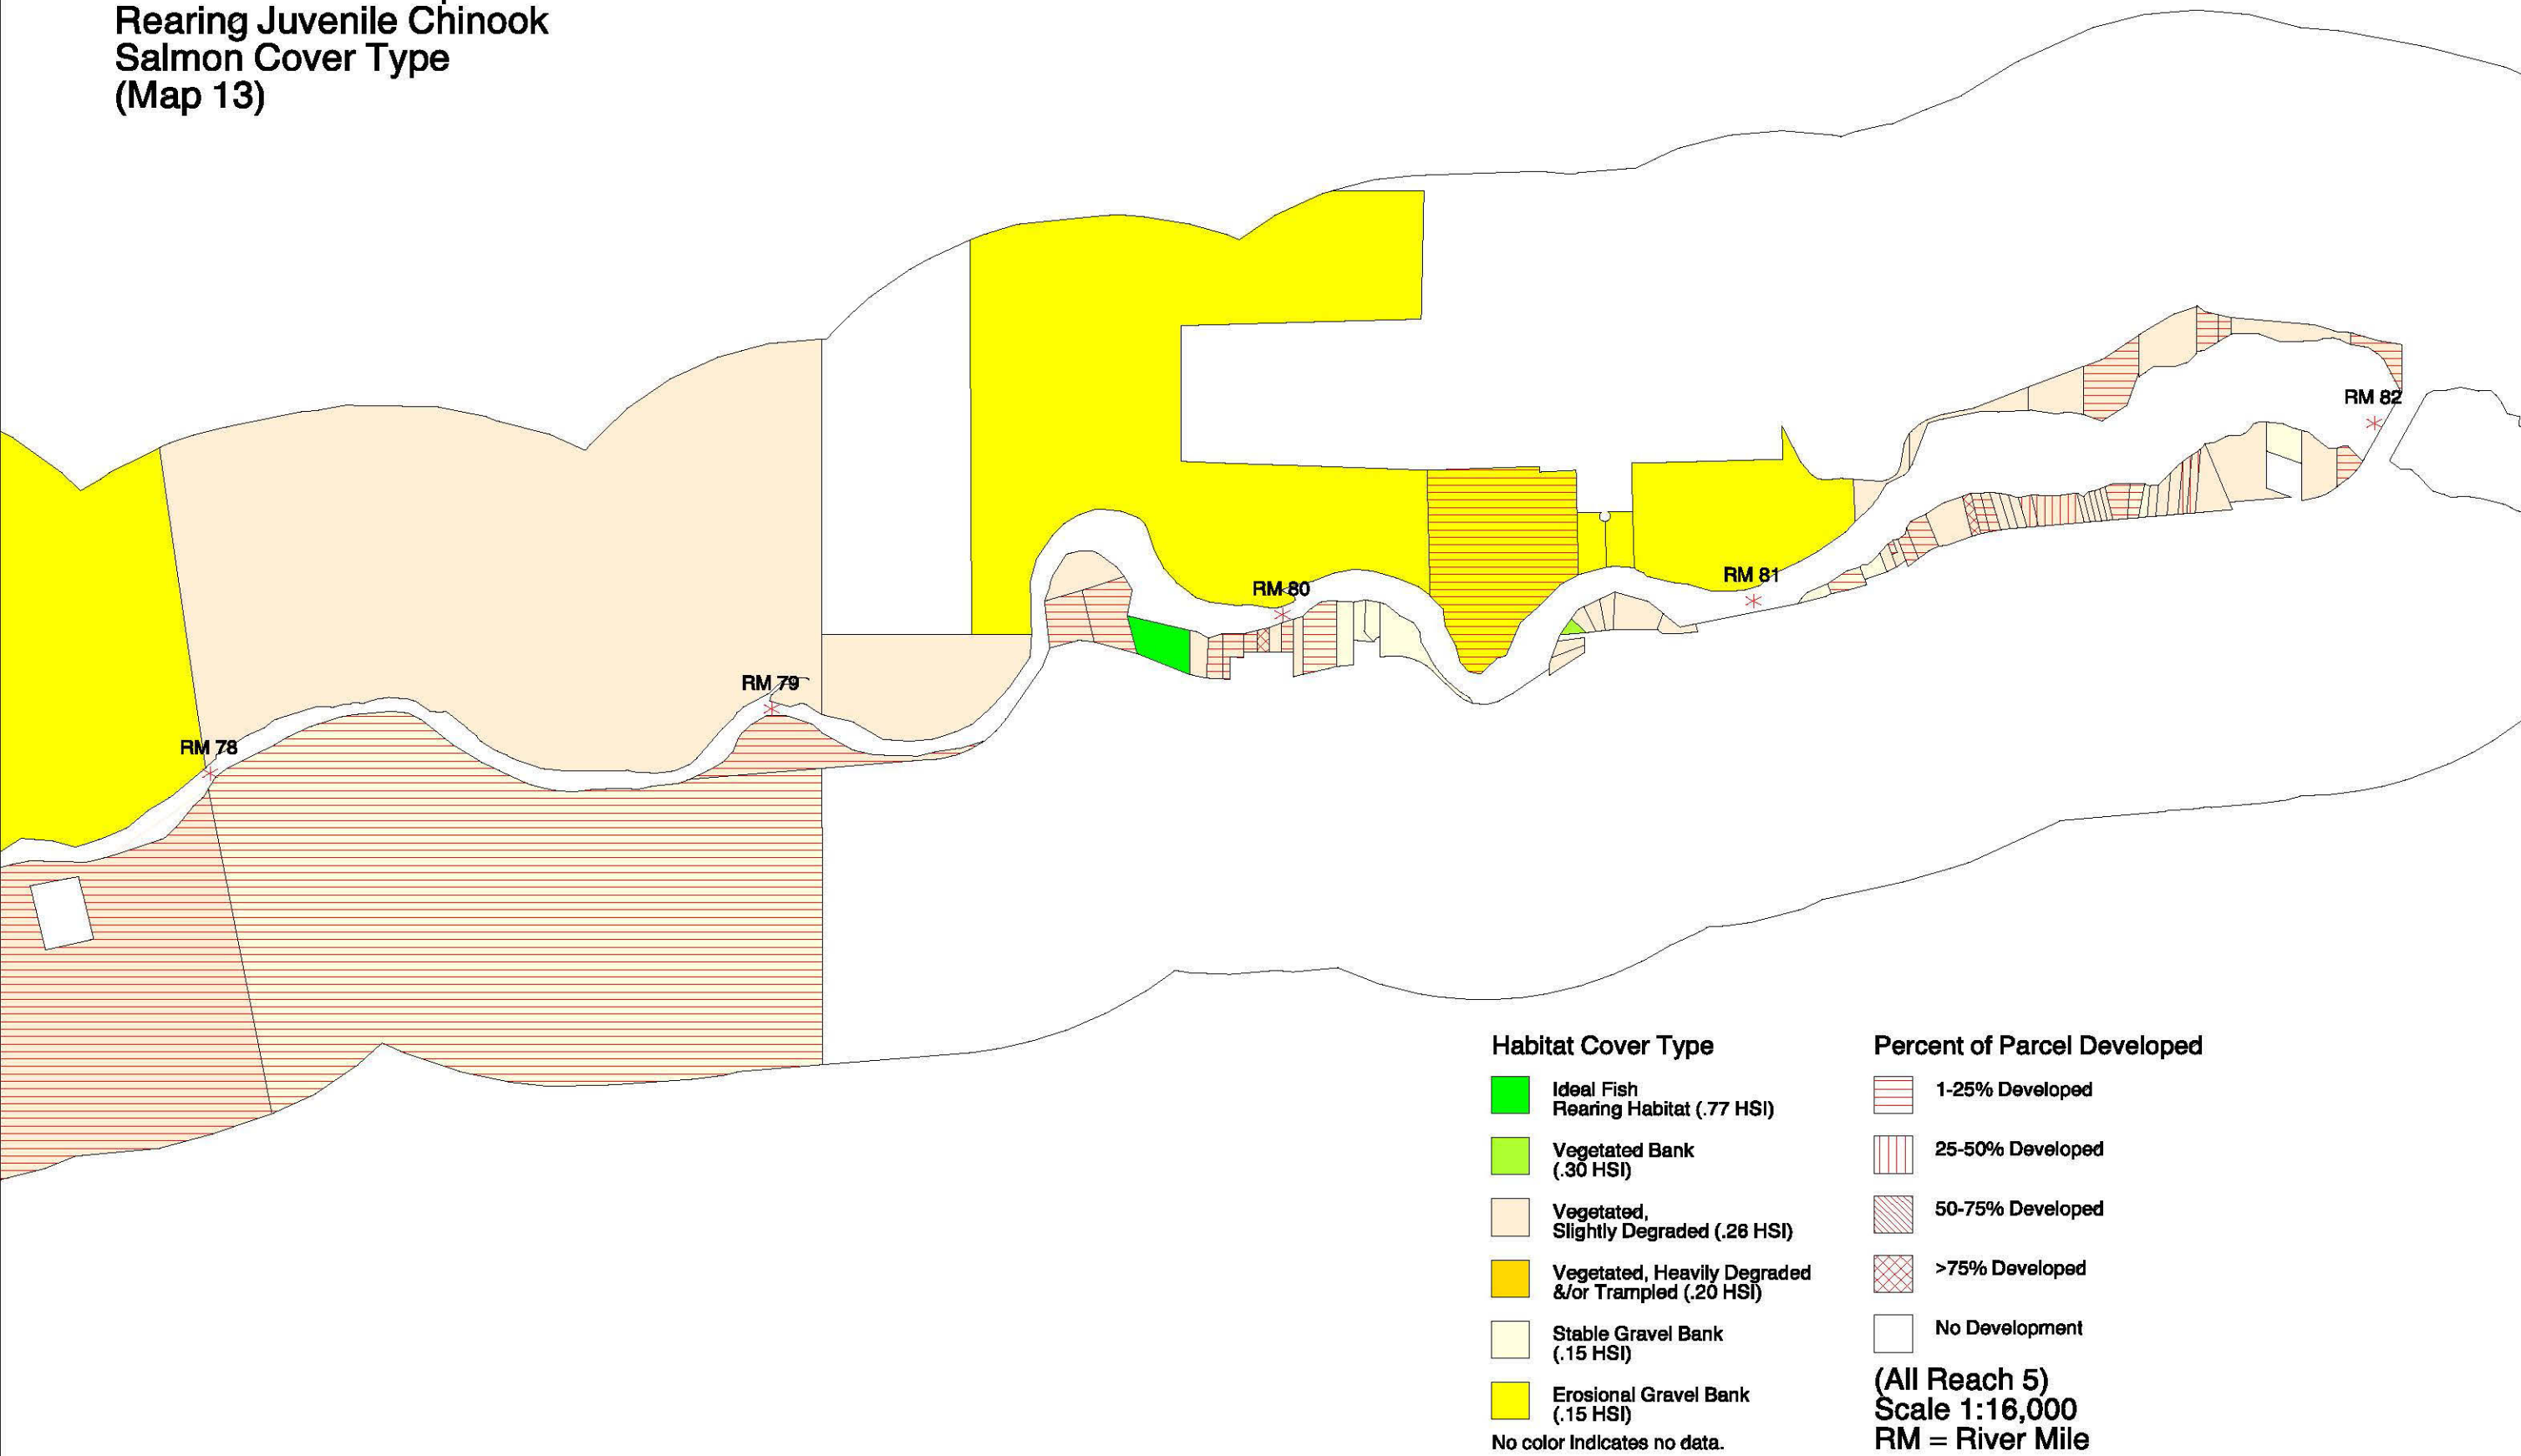 Rearing Juvenile Chinook
Salmon Cover Type
(Map 13)
RM 82
RM 80
RM 81
RM 79
RM 78
Habitat Cover Type
Ideal Fish
Rearing Habitat (.77 HSI)
Vegetated Bank
(.30 HSI)
Vegetated,
Slightly Degraded (.26 HSI)
Vegetated, Heavily Degraded
&/or Trampled (.20 HSI)
Stable Gravel Bank
(.15 HSI)
Erosional Gravel Bank
(.15 HSI)
No color indicates no data.
Percent of Parcel Developed
1-25% Developed
25-50% Developed
50-75% Developed
>75% Developed
No Development
(All Reach 5)
Scale 1:16,000
RM = River Mile